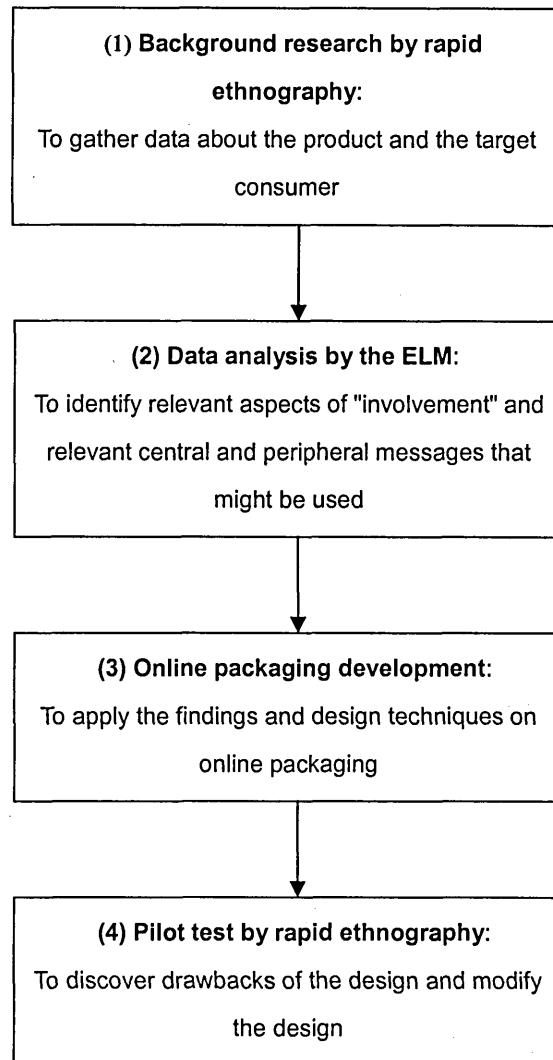 (1) Background research by rapid
ethnography:
To gather data about the product and the target
consumer
(2) Data analysis by the ELM:
To identify relevant aspects of "involvement" and
relevant central and peripheral messages that
might be used
(3) Online packaging development:
To apply the findings and design techniques on
online packaging
(4) Pilot test by rapid ethnography:
To discover drawbacks of the design and modify
the design